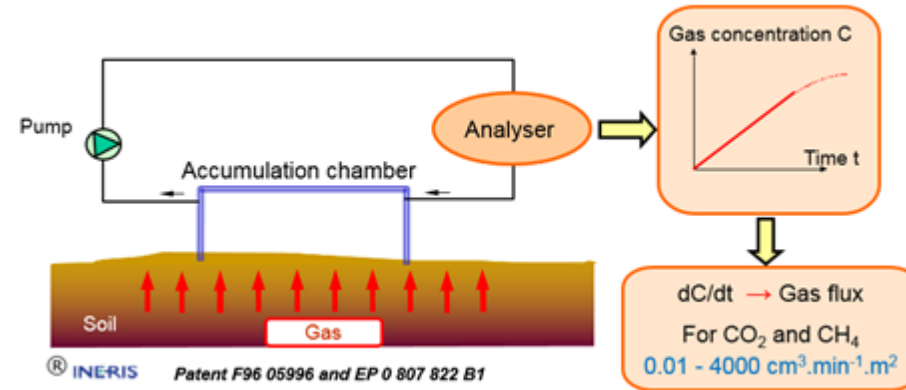 Gas concentration C
Time t
Pump
Analyser
Accumulation chamber
Soil
Gas
dC/dt → Gas flux
For CO₂ and CH₄
0.01 - 4000 cm³.min⁻¹.m²
® INERIS
Patent F96 05996 and EP 0 807 822 B1